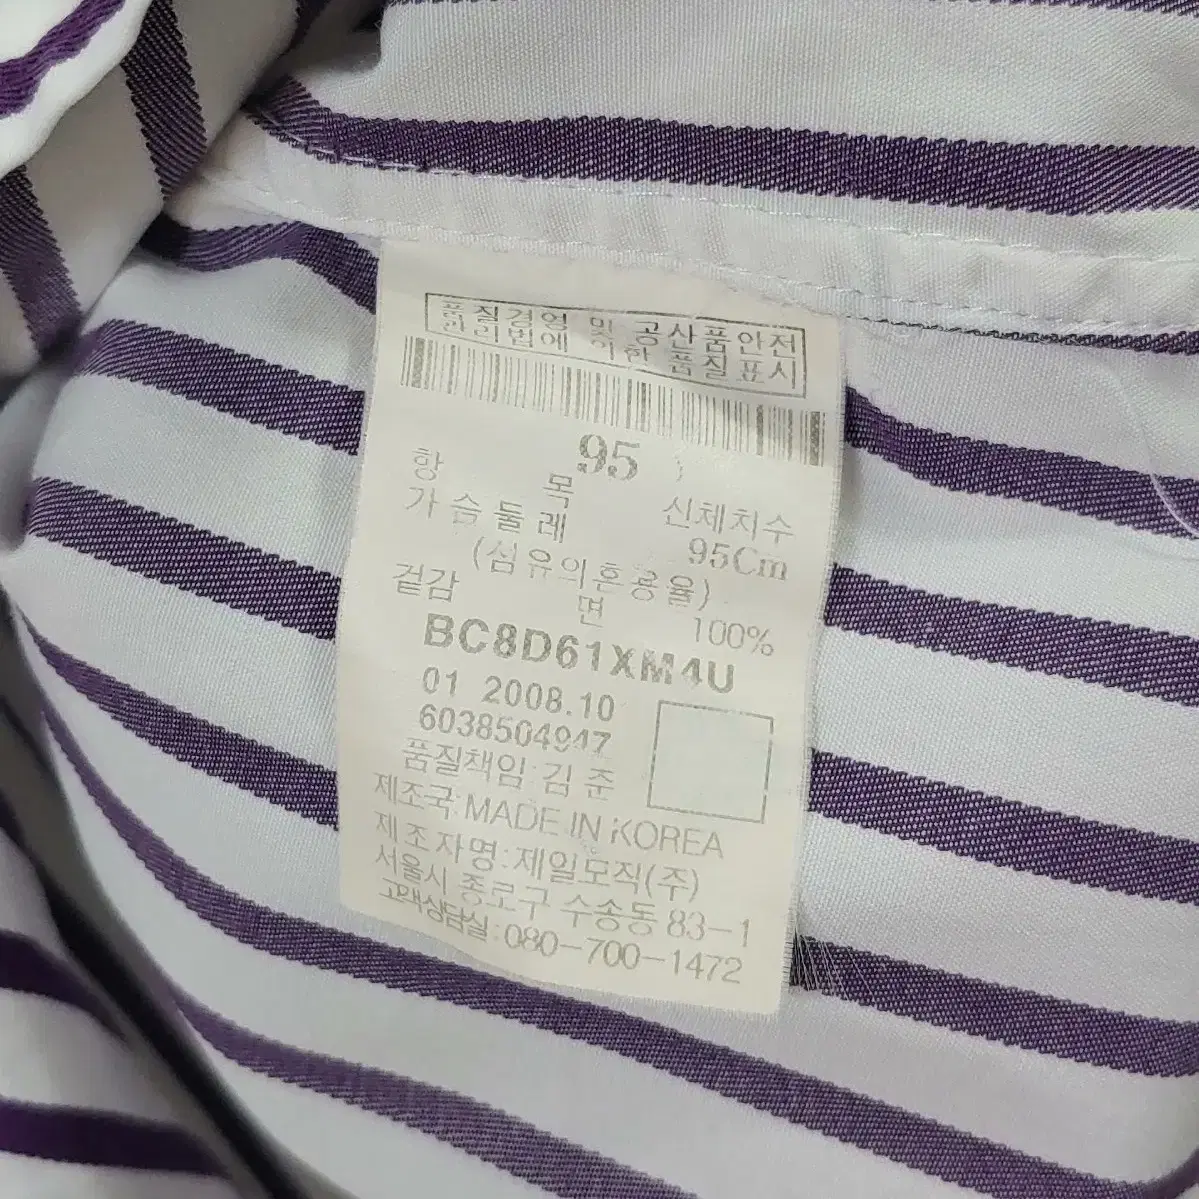 품질경영 및 공산품안전
관리법에 의한 품질표시
95
항 목 신체치수
가슴둘레 95Cm
(섬유의혼용율)
겉감 면 100%
BC8D61XM4U
01 2008.10
6038504947
품질책임:김 준
제조국:MADE IN KOREA
제조자명:제일모직(주)
서울시 종로구 수송동 83-1
고객상담실:080-700-1472